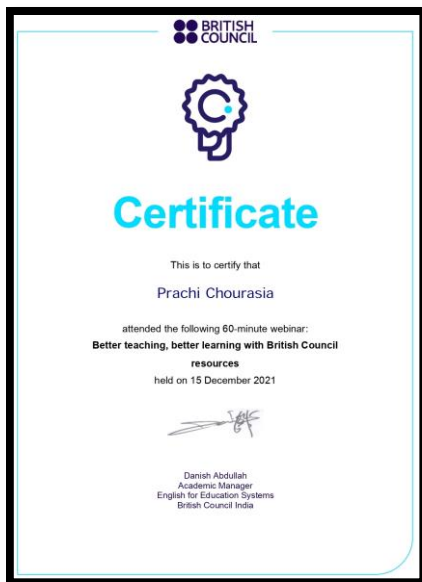 BRITISH
COUNCIL
Certificate
This is to certify that
Prachi Chourasia
attended the following 60-minute webinar:
Better teaching, better learning with British Council
resources
held on 15 December 2021
Danish Abdullah
Academic Manager
English for Education Systems
British Council India